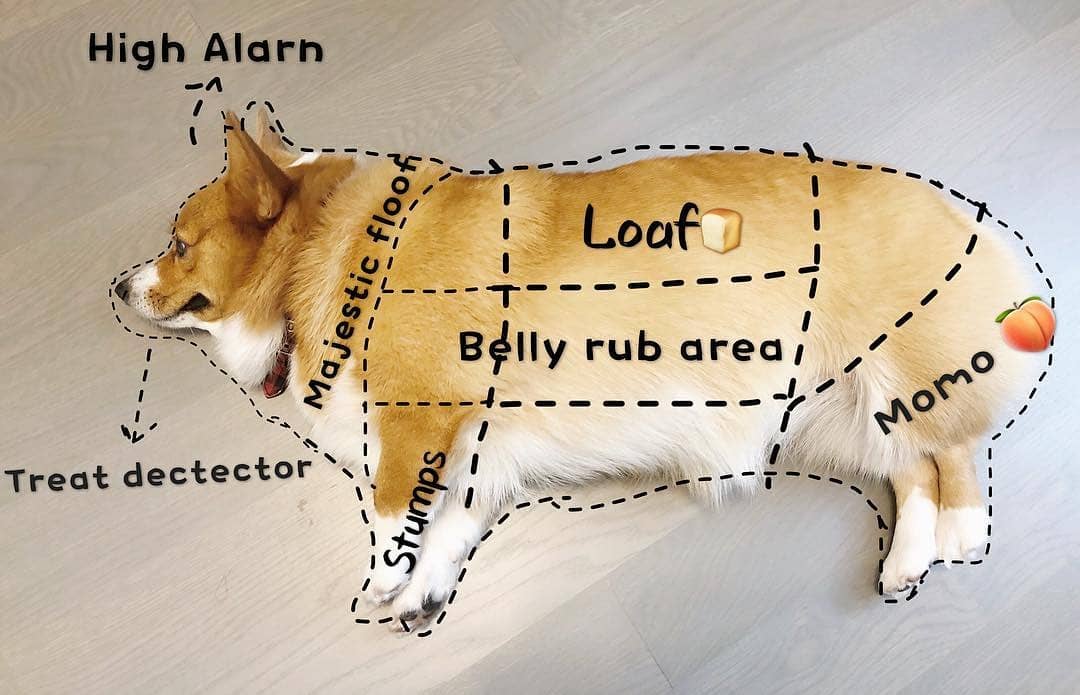 High Alarn
Majestic floof
Loaf
Belly rub area
Momo
Treat dectector
Stumps